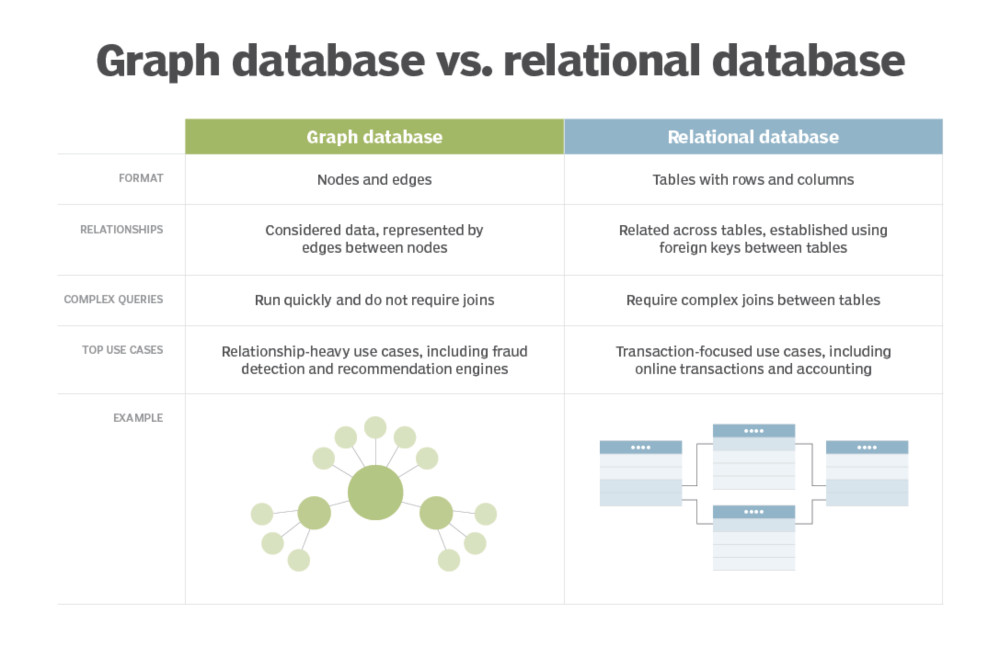 Graph database vs. relational database
Graph database
Relational database
FORMAT
Nodes and edges
Tables with rows and columns
RELATIONSHIPS
Considered data, represented by
edges between nodes
Related across tables, established using
foreign keys between tables
COMPLEX QUERIES
Run quickly and do not require joins
Require complex joins between tables
TOP USE CASES
Relationship-heavy use cases, including fraud
detection and recommendation engines
Transaction-focused use cases, including
online transactions and accounting
EXAMPLE